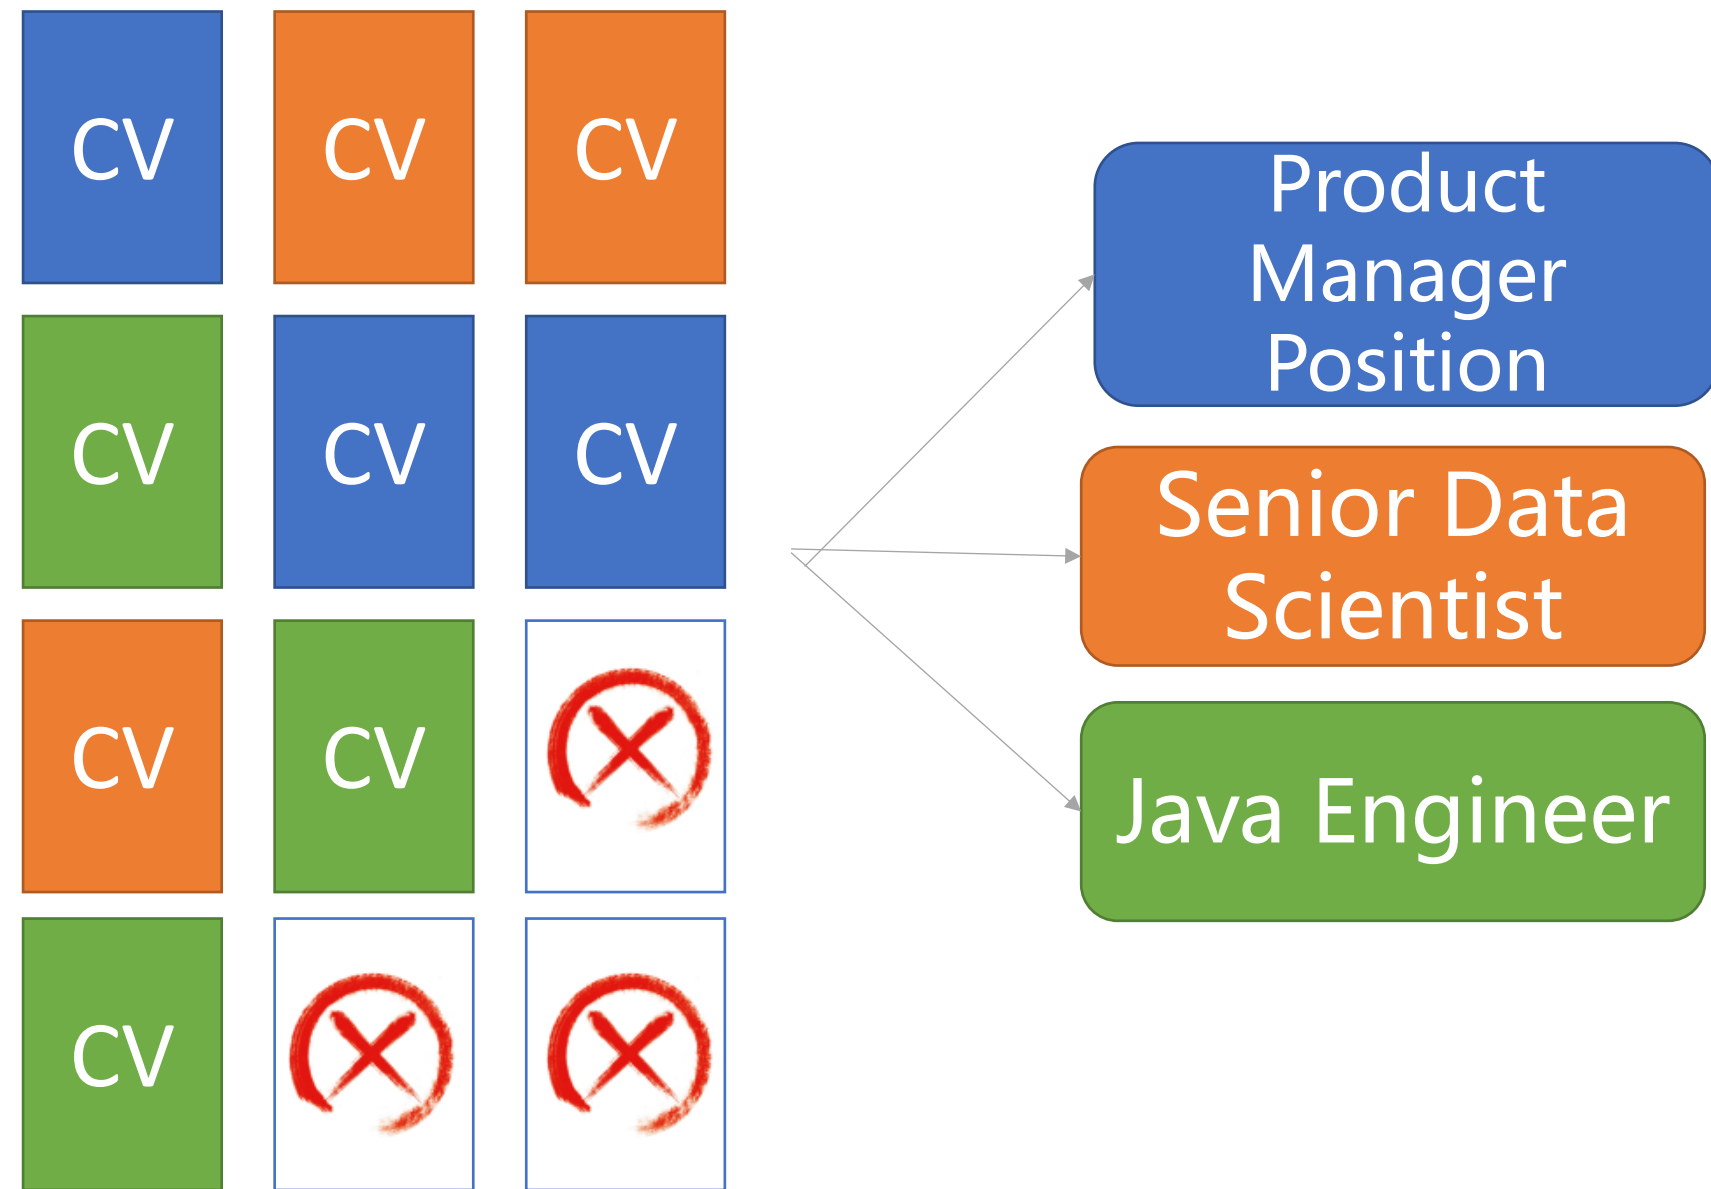 CV CV CV
CV CV CV
CV CV
CV
Product
Manager
Position
Senior Data
Scientist
Java Engineer